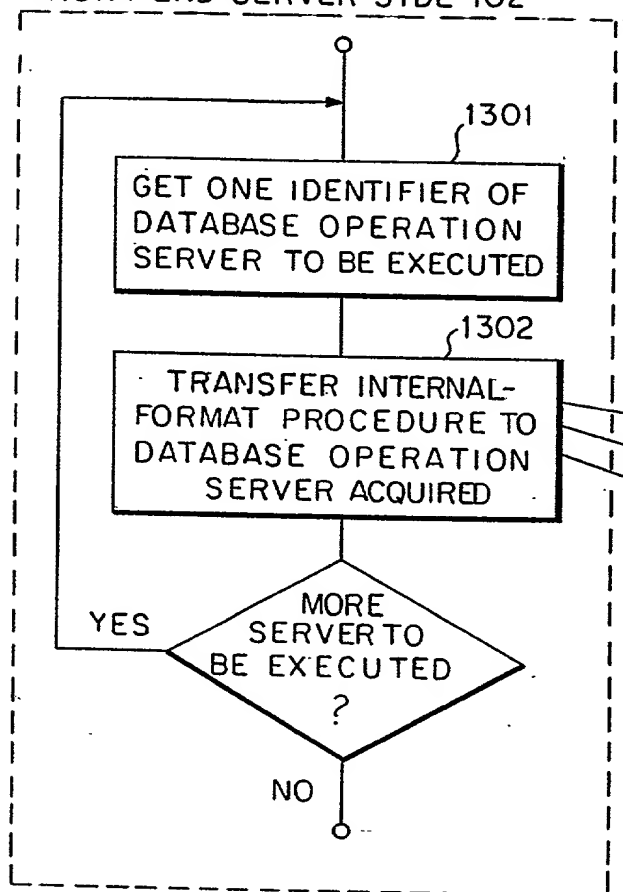 END SERVER SIDE 102
1301
GET ONE IDENTIFIER OF
DATABASE OPERATION
SERVER TO BE EXECUTED
1302
TRANSFER INTERNAL-
FORMAT PROCEDURE TO
DATABASE OPERATION
SERVER ACQUIRED
MORE
SERVER TO
BE EXECUTED
?
YES
NO